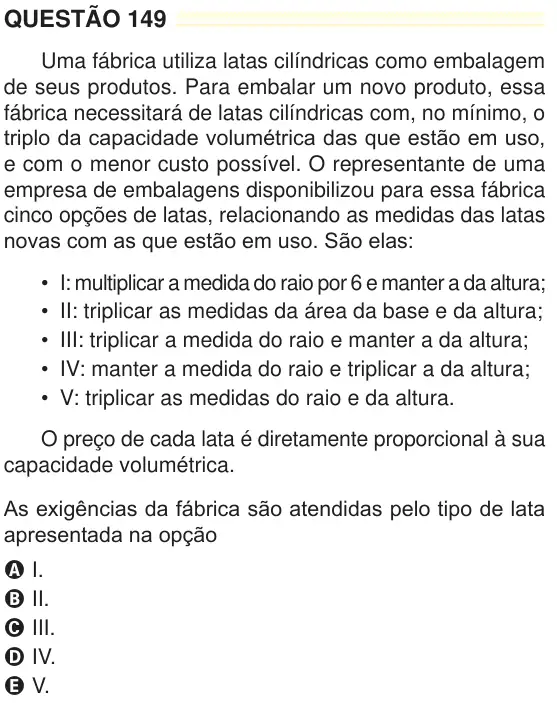 QUESTÃO 149
Uma fábrica utiliza latas cilíndricas como embalagem
de seus produtos. Para embalar um novo produto, essa
fábrica necessitará de latas cilíndricas com, no mínimo, o
triplo da capacidade volumétrica das que estão em uso,
e com o menor custo possível. O representante de uma
empresa de embalagens disponibilizou para essa fábrica
cinco opções de latas, relacionando as medidas das latas
novas com as que estão em uso. São elas:
• I: multiplicar a medida do raio por 6 e manter a da altura;
• II: triplicar as medidas da área da base e da altura;
• III: triplicar a medida do raio e manter a da altura;
• IV: manter a medida do raio e triplicar a da altura;
• V: triplicar as medidas do raio e da altura.
O preço de cada lata é diretamente proporcional à sua
capacidade volumétrica.
As exigências da fábrica são atendidas pelo tipo de lata
apresentada na opção
A I.
B II.
C III.
D IV.
E V.